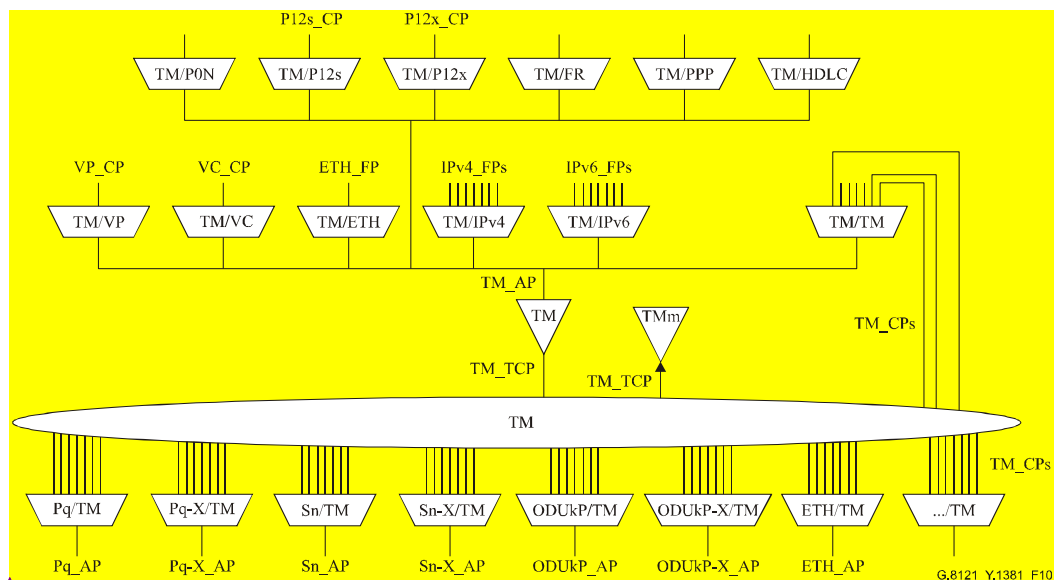 P12s_CP P12x_CP
TM/P0N TM/P12s TM/P12x TM/FR TM/PPP TM/HDLC
VP_CP VC_CP ETH_FP IPv4_FPs IPv6_FPs
TM/VP TM/VC TM/ETH TM/IPv4 TM/IPv6 TM/TM
TM_AP
TM TMm
TM_CPs
TM_TCP TM_TCP
TM
TM_CPs
Pq/TM Pq-X/TM Sn/TM Sn-X/TM ODUkP/TM ODUkP-X/TM ETH/TM .../TM
Pq_AP Pq-X_AP Sn_AP Sn-X_AP ODUkP_AP ODUkP-X_AP ETH_AP
G.8121_Y.1381_F10